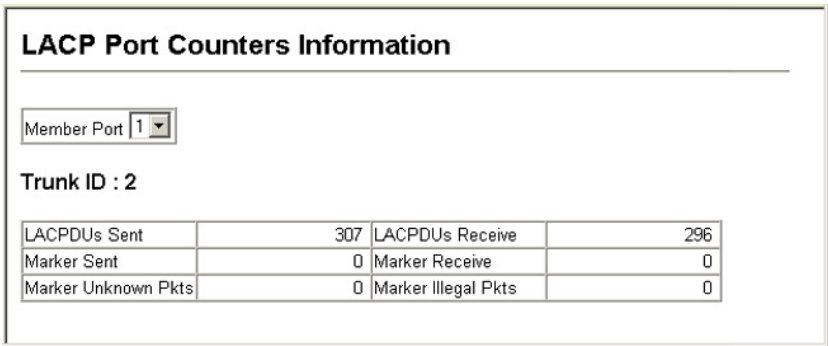 LACP Port Counters Information
Member Port 1
Trunk ID : 2
LACPDUs Sent 307 LACPDUs Receive 296
Marker Sent 0 Marker Receive 0
Marker Unknown Pkts 0 Marker Illegal Pkts 0